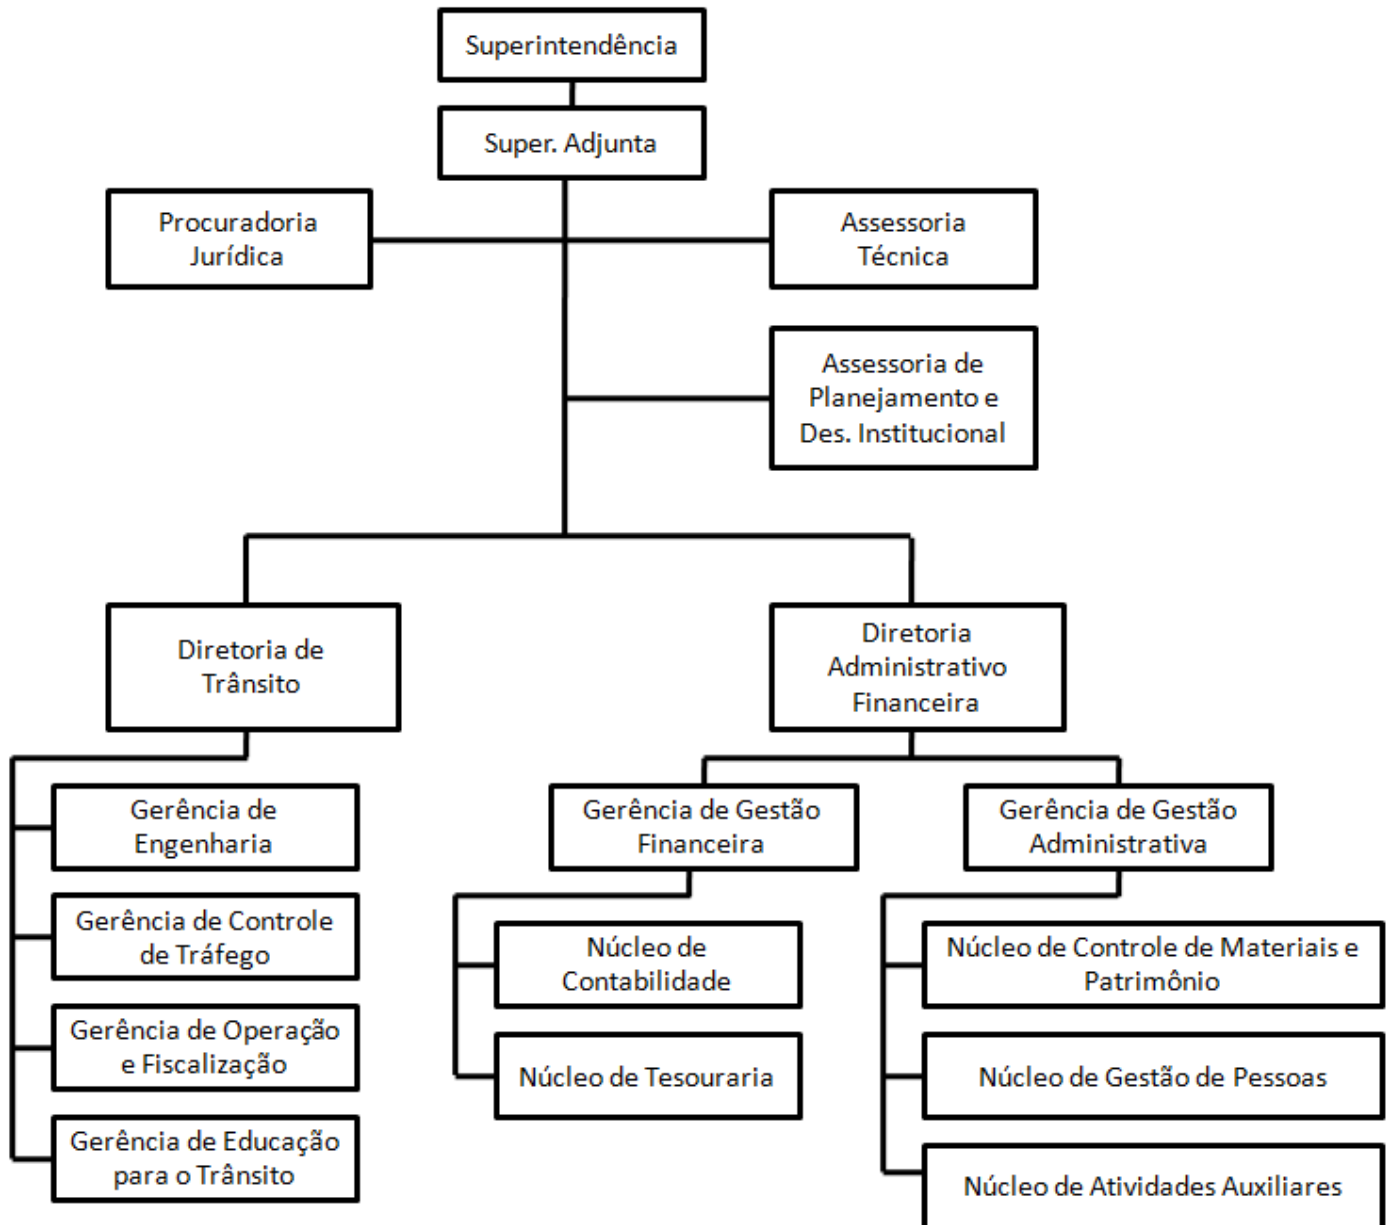 Superintendência
Super. Adjunta
Procuradoria
Jurídica
Assessoria
Técnica
Assessoria de
Planejamento e
Des. Institucional
Diretoria de
Trânsito
Diretoria
Administrativo
Financeira
Gerência de
Engenharia
Gerência de Controle
de Tráfego
Gerência de Operação
e Fiscalização
Gerência de Educação
para o Trânsito
Gerência de Gestão
Financeira
Núcleo de
Contabilidade
Núcleo de Tesouraria
Gerência de Gestão
Administrativa
Núcleo de Controle de Materiais e
Patrimônio
Núcleo de Gestão de Pessoas
Núcleo de Atividades Auxiliares